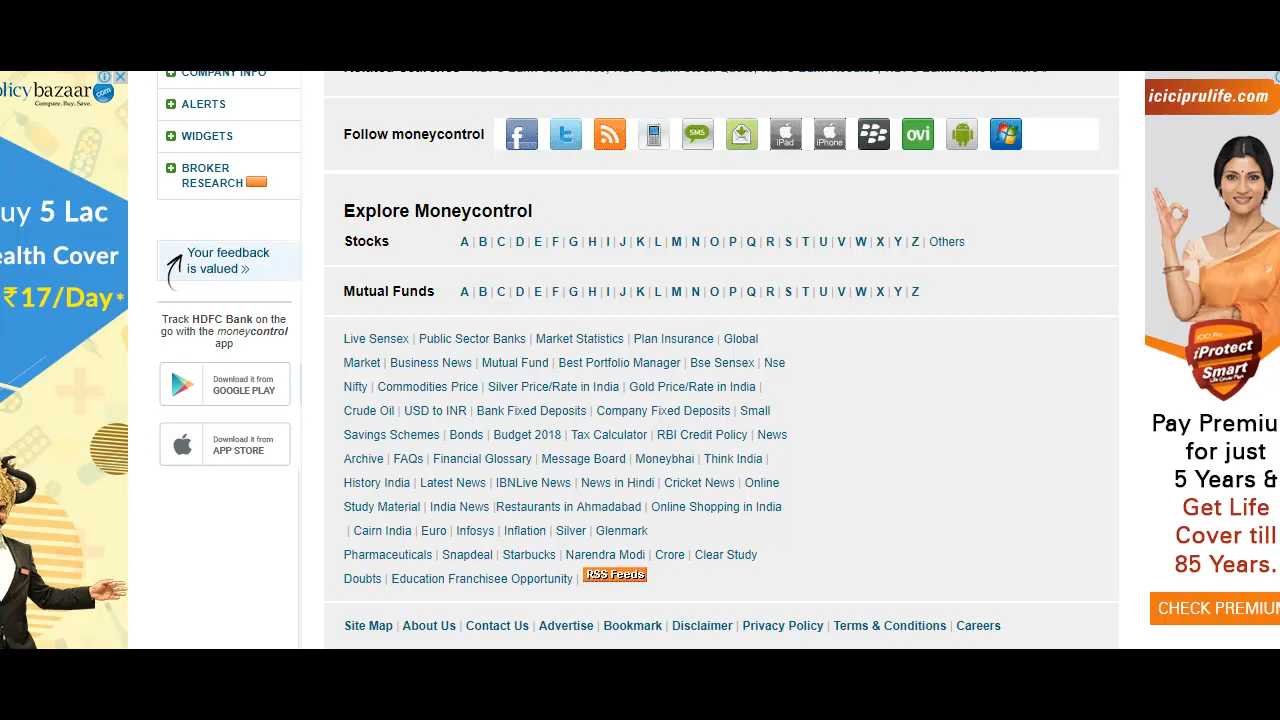 licybazaar.com
Compare. Buy. Save.
uy 5 Lac
ealth Cover
₹17/Day*
COMPANY INFO
ALERTS
WIDGETS
BROKER
RESEARCH
Your feedback
is valued »
Track HDFC Bank on the
go with the moneycontrol
app
Download it from
GOOGLE PLAY
Download it from
APP STORE
Follow moneycontrol
iPad
iPhone
SMS
ovi
Explore Moneycontrol
Stocks A | B | C | D | E | F | G | H | I | J | K | L | M | N | O | P | Q | R | S | T | U | V | W | X | Y | Z | Others
Mutual Funds A | B | C | D | E | F | G | H | I | J | K | L | M | N | O | P | Q | R | S | T | U | V | W | X | Y | Z
Live Sensex | Public Sector Banks | Market Statistics | Plan Insurance | Global
Market | Business News | Mutual Fund | Best Portfolio Manager | Bse Sensex | Nse
Nifty | Commodities Price | Silver Price/Rate in India | Gold Price/Rate in India |
Crude Oil | USD to INR | Bank Fixed Deposits | Company Fixed Deposits | Small
Savings Schemes | Bonds | Budget 2018 | Tax Calculator | RBI Credit Policy | News
Archive | FAQs | Financial Glossary | Message Board | Moneybhai | Think India |
History India | Latest News | IBNLive News | News in Hindi | Cricket News | Online
Study Material | India News |Restaurants in Ahmadabad | Online Shopping in India
| Cairn India | Euro | Infosys | Inflation | Silver | Glenmark
Pharmaceuticals | Snapdeal | Starbucks | Narendra Modi | Crore | Clear Study
Doubts | Education Franchisee Opportunity | RSS Feeds
Site Map | About Us | Contact Us | Advertise | Bookmark | Disclaimer | Privacy Policy | Terms & Conditions | Careers
iciciprulife.com
iProtect
Smart
Pay Premiu
for just
5 Years &
Get Life
Cover till
85 Years.
CHECK PREMIUM